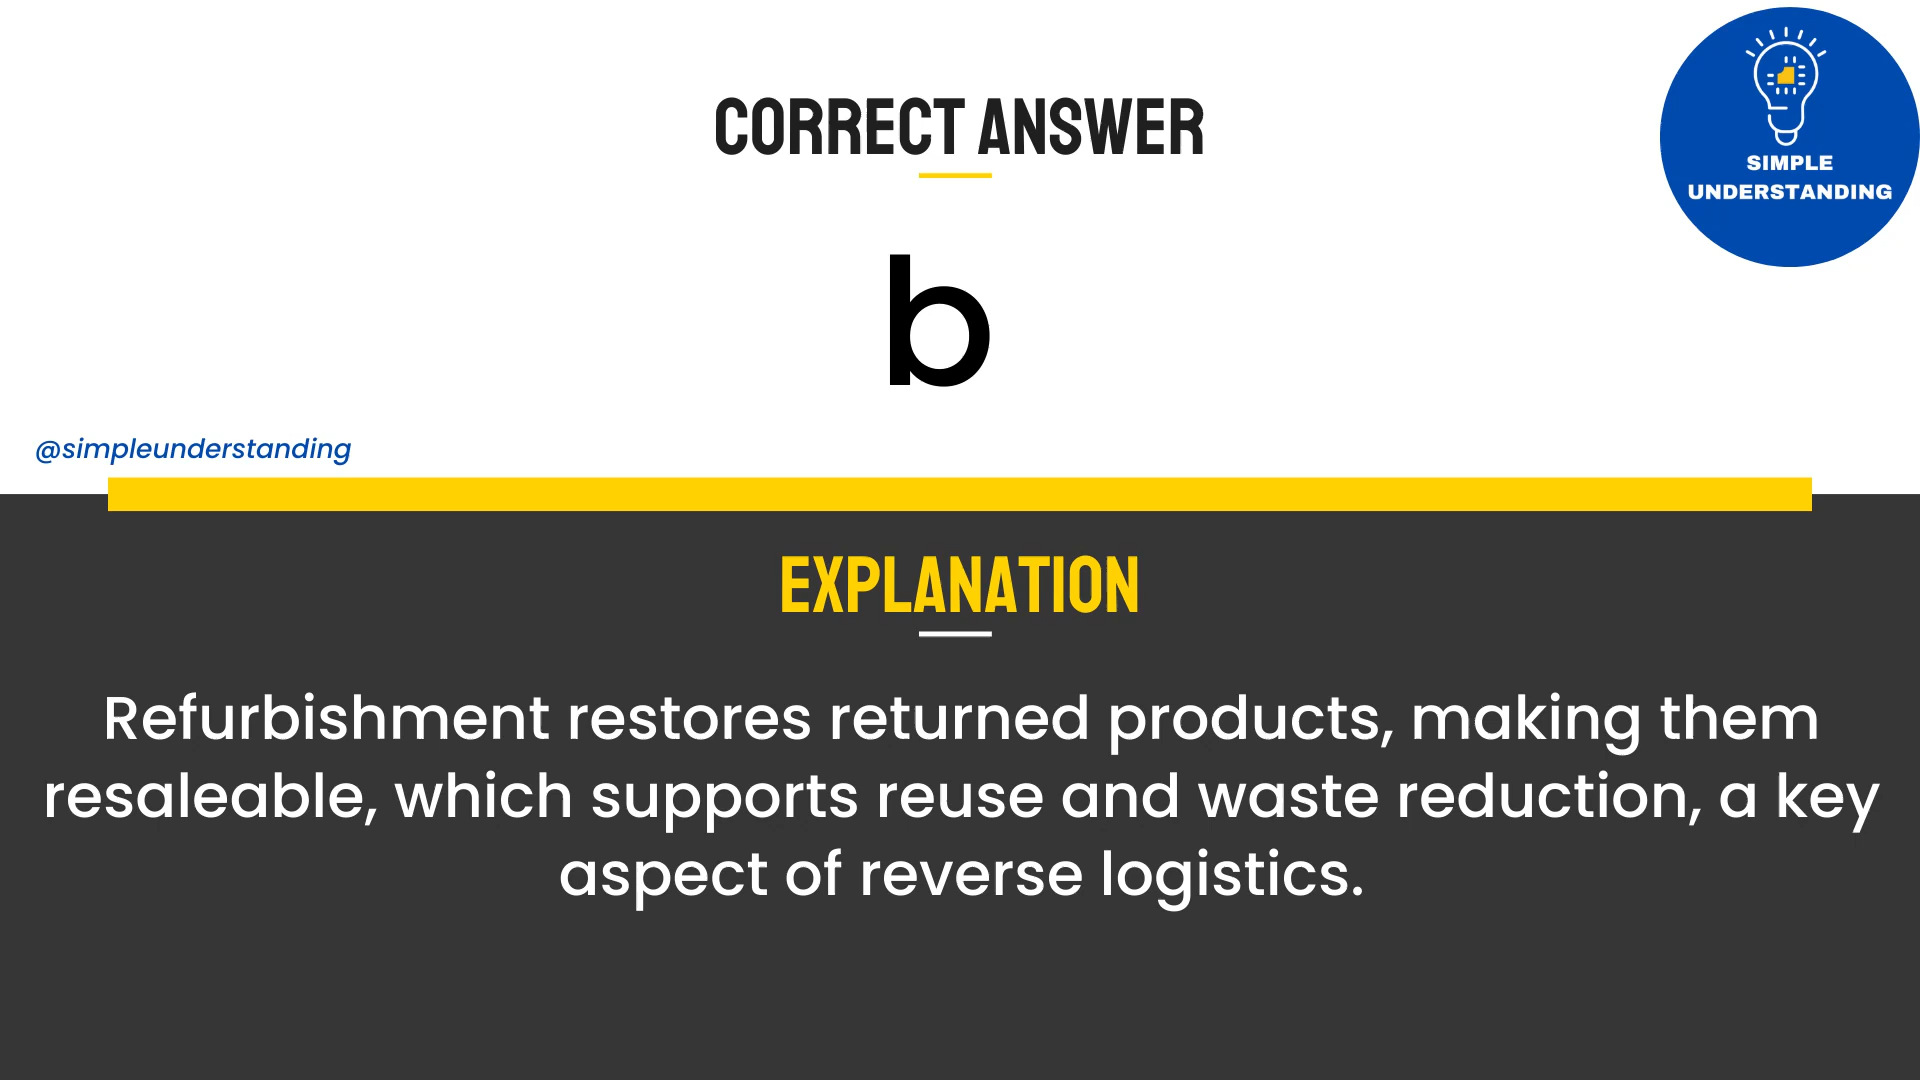 CORRECT ANSWER
SIMPLE
UNDERSTANDING
b
@simpleunderstanding
EXPLANATION
Refurbishment restores returned products, making them
resaleable, which supports reuse and waste reduction, a key
aspect of reverse logistics.